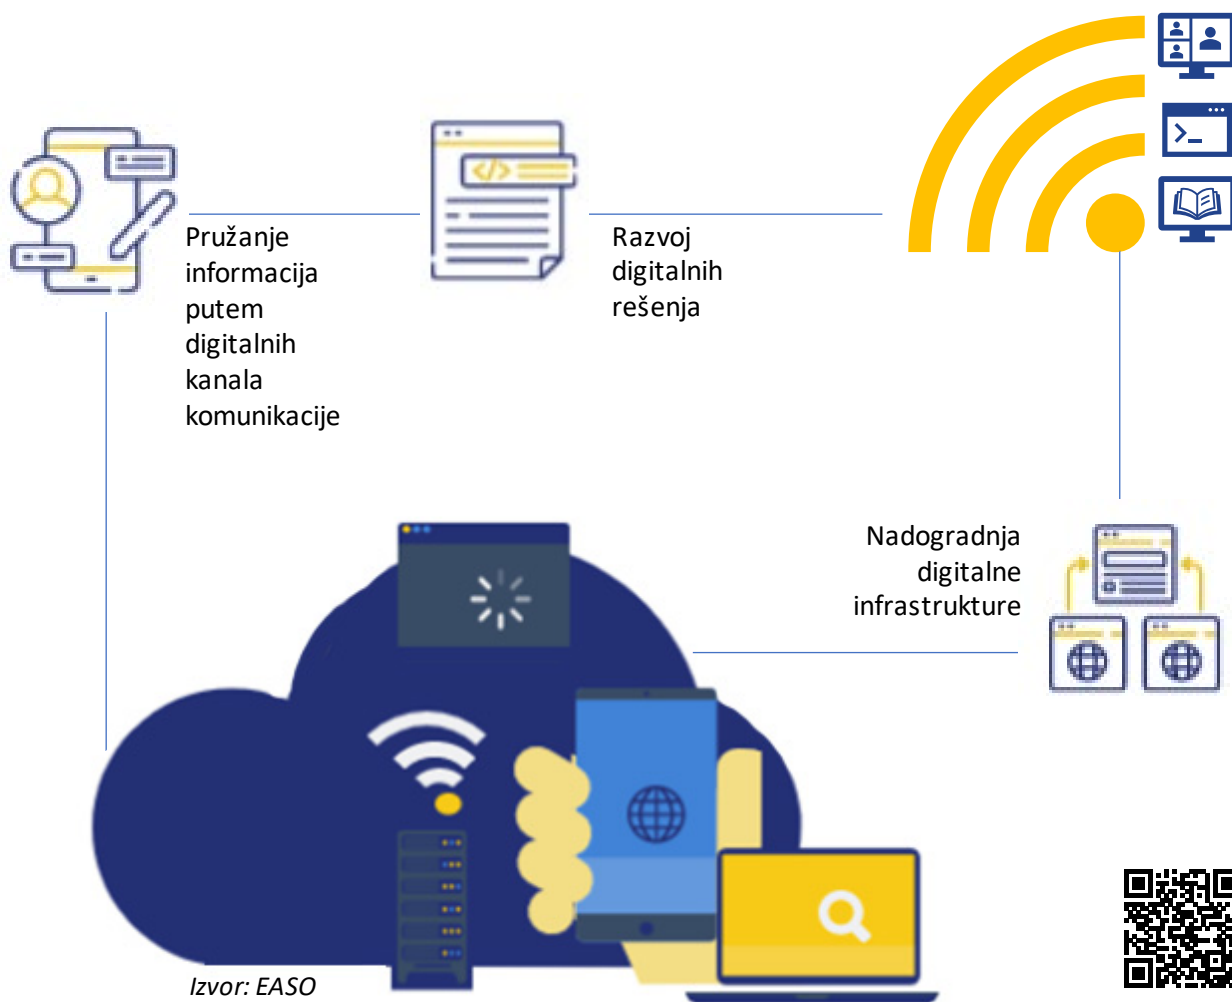 Pružanje
informacija
putem
digitalnih
kanala
komunikacije
Razvoj
digitalnih
rešenja
Nadogradnja
digitalne
infrastrukture
Izvor: EASO